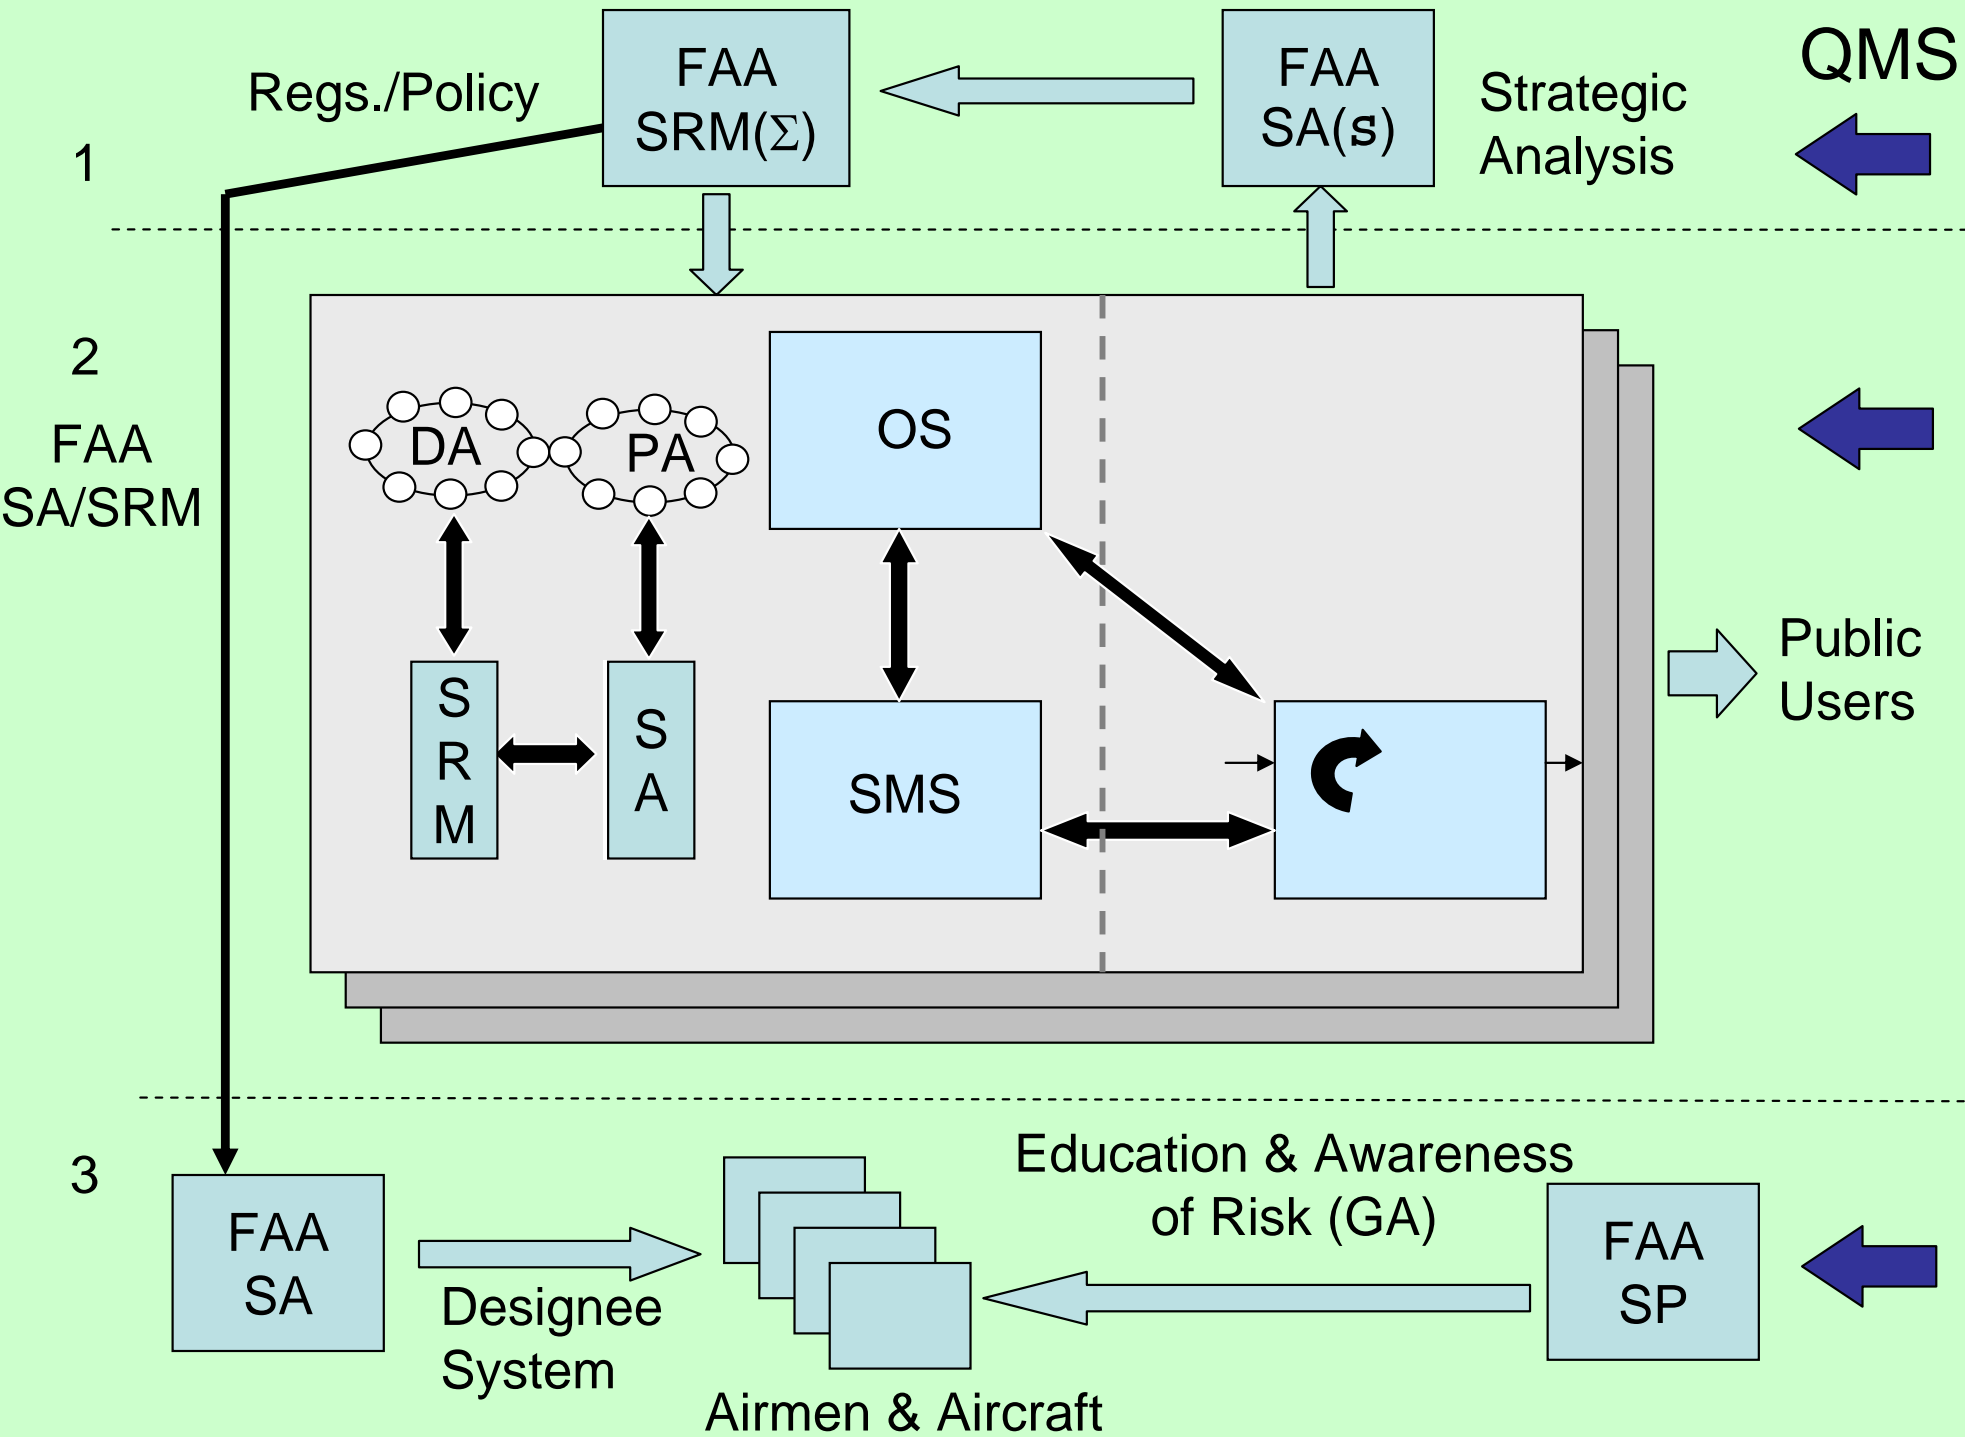 QMS
Regs./Policy
FAA
SRM(Σ)
FAA
SA(s)
Strategic
Analysis
1
2
FAA
SA/SRM
DA
PA
OS
S
R
M
S
A
SMS
Public
Users
3
FAA
SA
Designee
System
Airmen & Aircraft
Education & Awareness
of Risk (GA)
FAA
SP